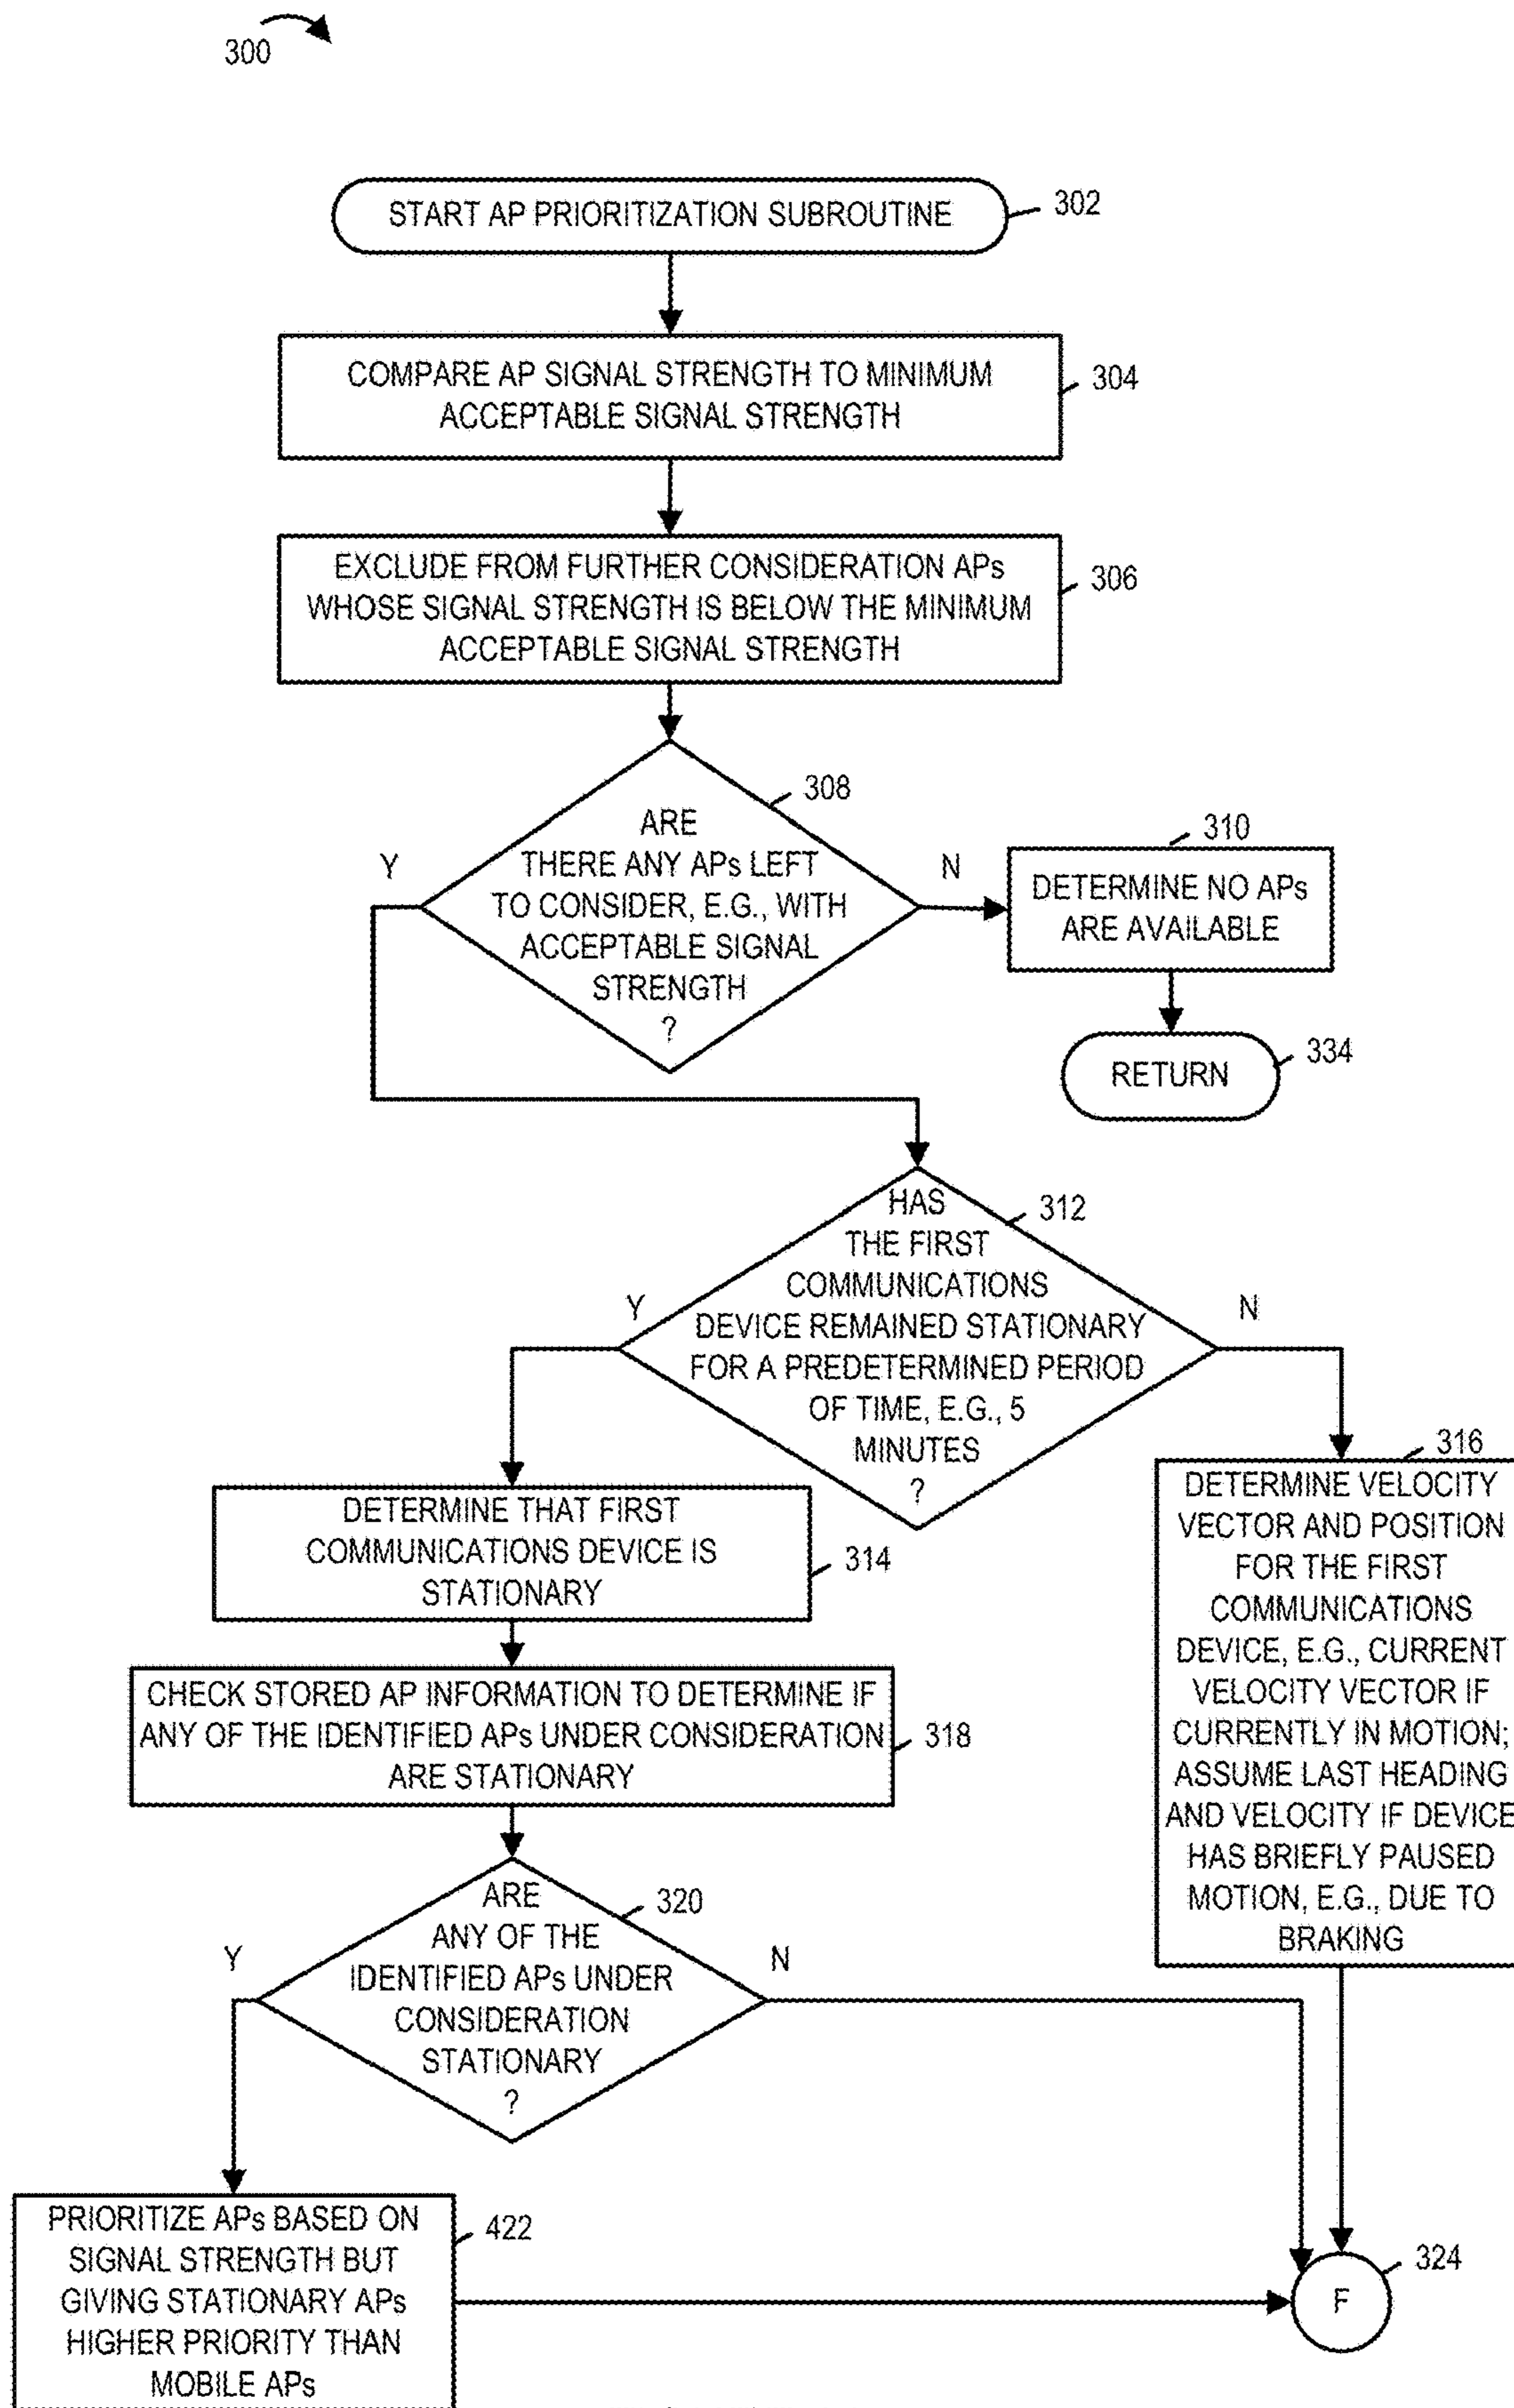 300
START AP PRIORITIZATION SUBROUTINE
302
COMPARE AP SIGNAL STRENGTH TO MINIMUM
ACCEPTABLE SIGNAL STRENGTH
304
EXCLUDE FROM FURTHER CONSIDERATION APs
WHOSE SIGNAL STRENGTH IS BELOW THE MINIMUM
ACCEPTABLE SIGNAL STRENGTH
306
308
ARE
THERE ANY APs LEFT
TO CONSIDER, E.G., WITH
ACCEPTABLE SIGNAL
STRENGTH
?
Y
N
310
DETERMINE NO APs
ARE AVAILABLE
RETURN
334
HAS
THE FIRST
COMMUNICATIONS
DEVICE REMAINED STATIONARY
FOR A PREDETERMINED PERIOD
OF TIME, E.G., 5
MINUTES
?
312
Y
N
DETERMINE THAT FIRST
COMMUNICATIONS DEVICE IS
STATIONARY
314
316
DETERMINE VELOCITY
VECTOR AND POSITION
FOR THE FIRST
COMMUNICATIONS
DEVICE, E.G., CURRENT
VELOCITY VECTOR IF
CURRENTLY IN MOTION;
ASSUME LAST HEADING
AND VELOCITY IF DEVICE
HAS BRIEFLY PAUSED
MOTION, E.G., DUE TO
BRAKING
CHECK STORED AP INFORMATION TO DETERMINE IF
ANY OF THE IDENTIFIED APs UNDER CONSIDERATION
ARE STATIONARY
318
ARE
ANY OF THE
IDENTIFIED APs UNDER
CONSIDERATION
STATIONARY
?
320
Y
N
PRIORITIZE APs BASED ON
SIGNAL STRENGTH BUT
GIVING STATIONARY APs
HIGHER PRIORITY THAN
MOBILE APs
422
F
324